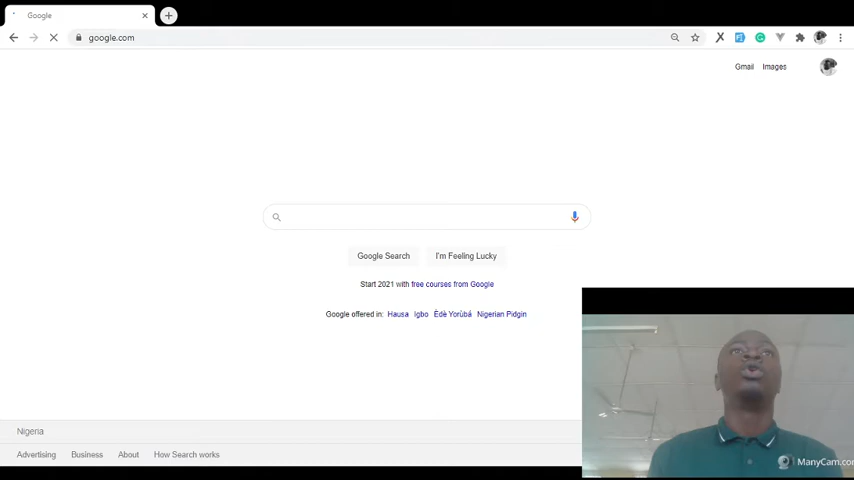 Google
google.com
Gmail Images
Google Search I'm Feeling Lucky
Start 2021 with free courses from Google
Google offered in: Hausa Igbo Èdè Yorùbá Nigerian Pidgin
Nigeria
Advertising Business About How Search works
ManyCam.co